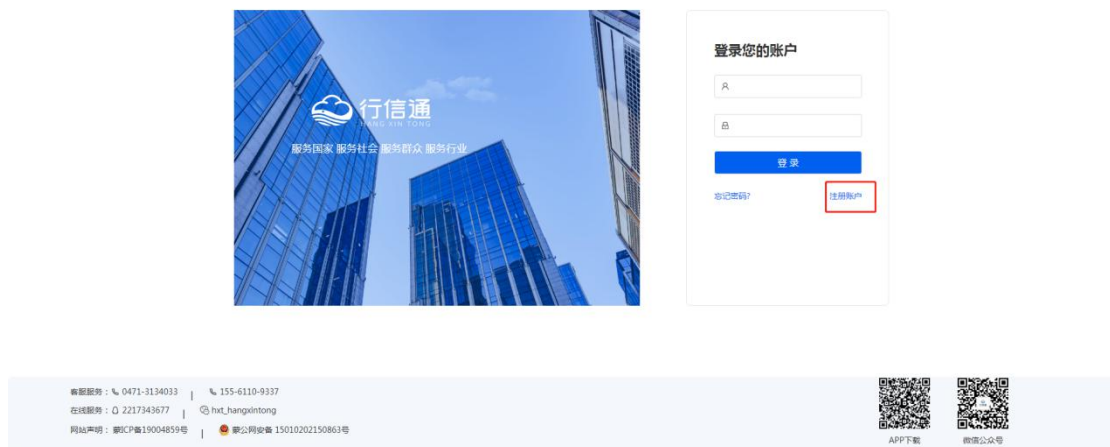 登录您的账户
行信通
HANG XIN TONG
服务国家 服务社会 服务群众 服务行业
登 录
忘记密码?
注册账户
客服服务： 0471-3134033 | 155-6110-9337
在线服务： 2217343677 | hxt_hangxintong
网站声明： 蒙ICP备19004859号 | 蒙公网安备 15010202150863号
APP下载
微信公众号